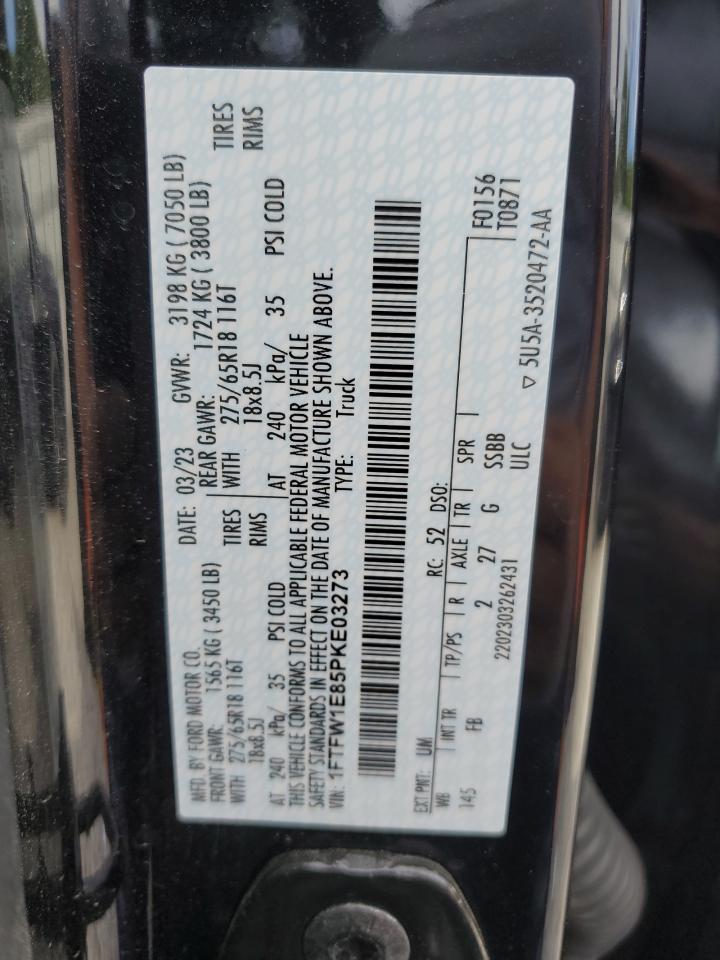 MFD. BY FORD MOTOR CO. DATE: 03/23 GVWR: 3198 KG ( 7050 LB)
FRONT GAWR: 1565 KG ( 3450 LB) REAR GAWR: 1724 KG ( 3800 LB)
WITH 275/65R18 116T TIRES WITH 275/65R18 116T TIRES
18x8.5J RIMS 18x8.5J RIMS
AT 240 kPa/ 35 PSI COLD AT 240 kPa/ 35 PSI COLD
THIS VEHICLE CONFORMS TO ALL APPLICABLE FEDERAL MOTOR VEHICLE
SAFETY STANDARDS IN EFFECT ON THE DATE OF MANUFACTURE SHOWN ABOVE.
VIN: 1FTFW1E85PKE03273 TYPE: Truck
EXT PNT: UM RC: 52 DSO:
WB INT TR TP/PS R AXLE TR SPR F0156
145 FB 2 27 G SSBB T0871
2202303262431 ULC
▽ 5U5A-3520472-AA